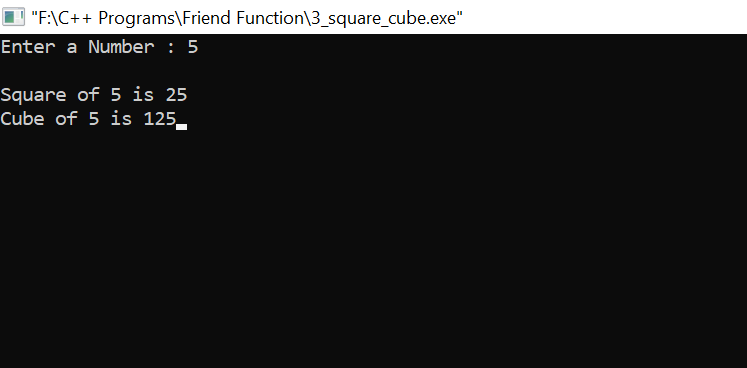 "F:\C++ Programs\Friend Function\3_square_cube.exe"
Enter a Number : 5
Square of 5 is 25
Cube of 5 is 125